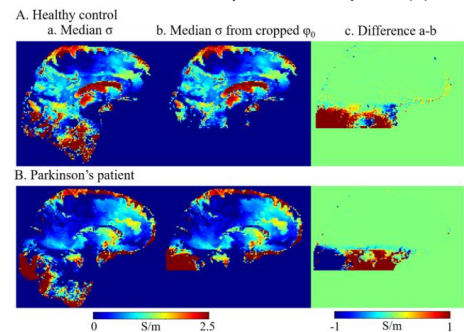 A. Healthy control
a. Median σ
b. Median σ from cropped φ₀
c. Difference a-b
B. Parkinson's patient
0 S/m 2.5
-1 S/m 1